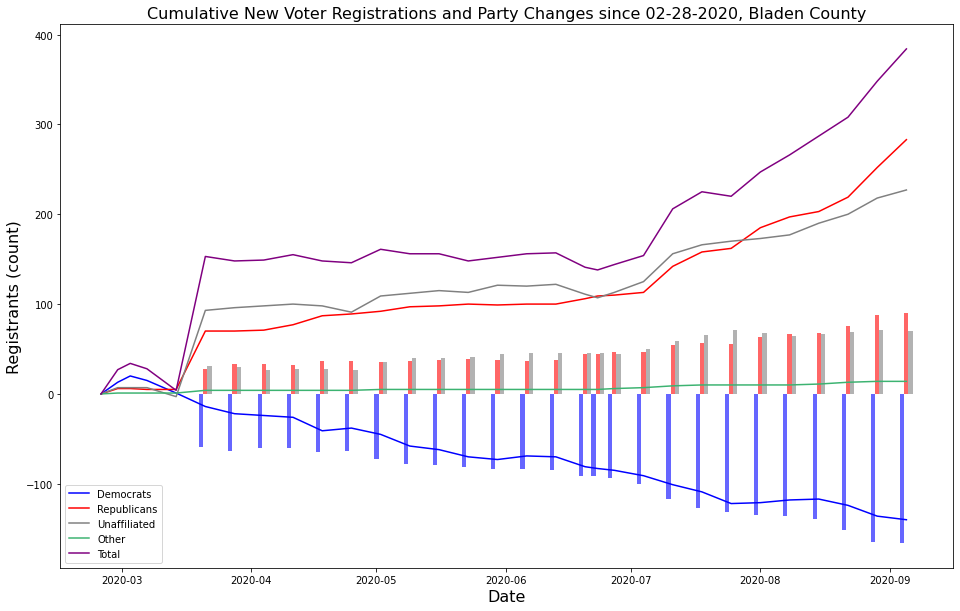 Cumulative New Voter Registrations and Party Changes since 02-28-2020, Bladen County
Registrants (count)
400
300
200
100
0
−100
Democrats
Republicans
Unaffiliated
Other
Total
2020-03 2020-04 2020-05 2020-06 2020-07 2020-08 2020-09
Date